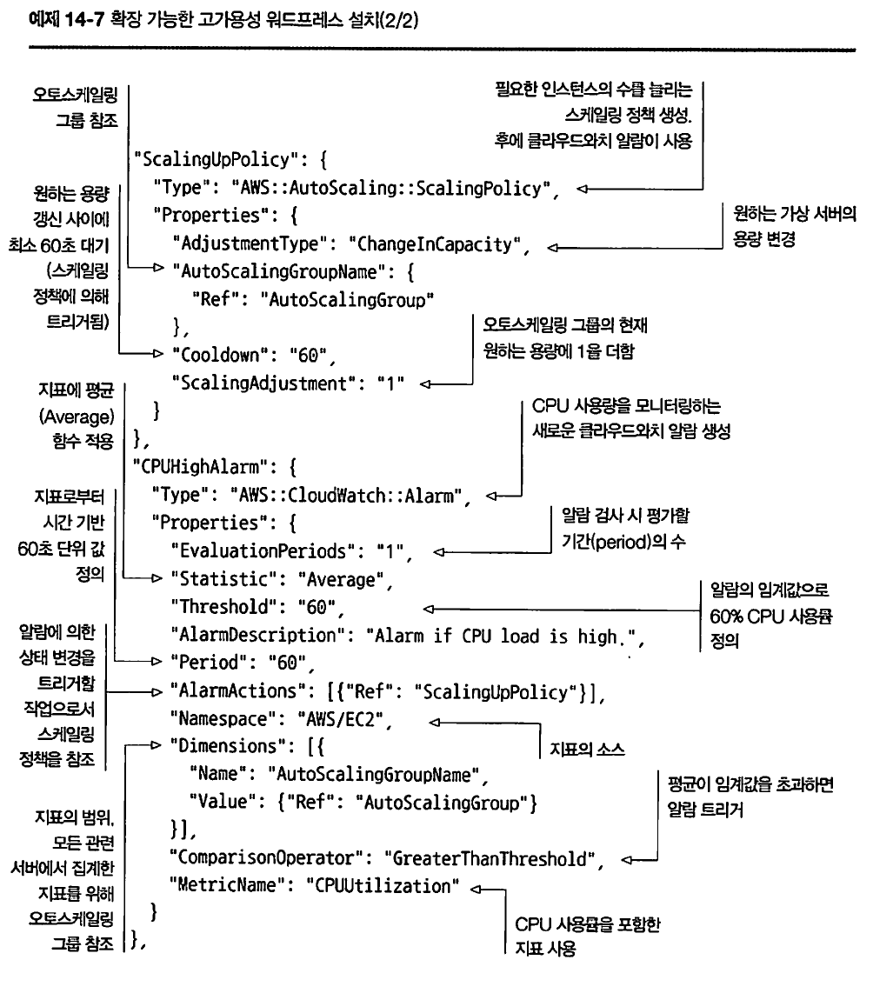 예제 14-7 확장 가능한 고가용성 워드프레스 설치(2/2)
오토스케일링
그룹 참조
필요한 인스턴스의 수를 늘리는
스케일링 정책 생성.
후에 클라우드와치 알람이 사용
"ScalingUpPolicy": {
"Type": "AWS::AutoScaling::ScalingPolicy",
"Properties": {
원하는 용량
갱신 사이에
최소 60초 대기
(스케일링
정책에 의해
트리거됨)
원하는 가상 서버의
용량 변경
"AdjustmentType": "ChangeInCapacity",
"AutoScalingGroupName": {
"Ref": "AutoScalingGroup"
},
"Cooldown": "60",
"ScalingAdjustment": "1"
오토스케일링 그룹의 현재
원하는 용량에 1을 더함
}
},
지표에 평균
(Average)
함수 적용
CPU 사용량을 모니터링하는
새로운 클라우드와치 알람 생성
"CPUHighAlarm": {
"Type": "AWS::CloudWatch::Alarm",
"Properties": {
지표로부터
시간 기반
60초 단위 값
정의
알람 검사 시 평가할
기간(period)의 수
"EvaluationPeriods": "1",
"Statistic": "Average",
"Threshold": "60",
알람의 임계값으로
60% CPU 사용률
정의
"AlarmDescription": "Alarm if CPU load is high.",
"Period": "60",
알람에 의한
상태 변경을
트리거할
작업으로서
스케일링
정책을 참조
"AlarmActions": [{"Ref": "ScalingUpPolicy"}],
"Namespace": "AWS/EC2",
지표의 소스
"Dimensions": [{
"Name": "AutoScalingGroupName",
"Value": {"Ref": "AutoScalingGroup"}
}],
평균이 임계값을 초과하면
알람 트리거
지표의 범위,
모든 관련
서버에서 집계한
지표를 위해
오토스케일링
그룹 참조
"ComparisonOperator": "GreaterThanThreshold",
"MetricName": "CPUUtilization"
CPU 사용률을 포함한
지표 사용
}
},